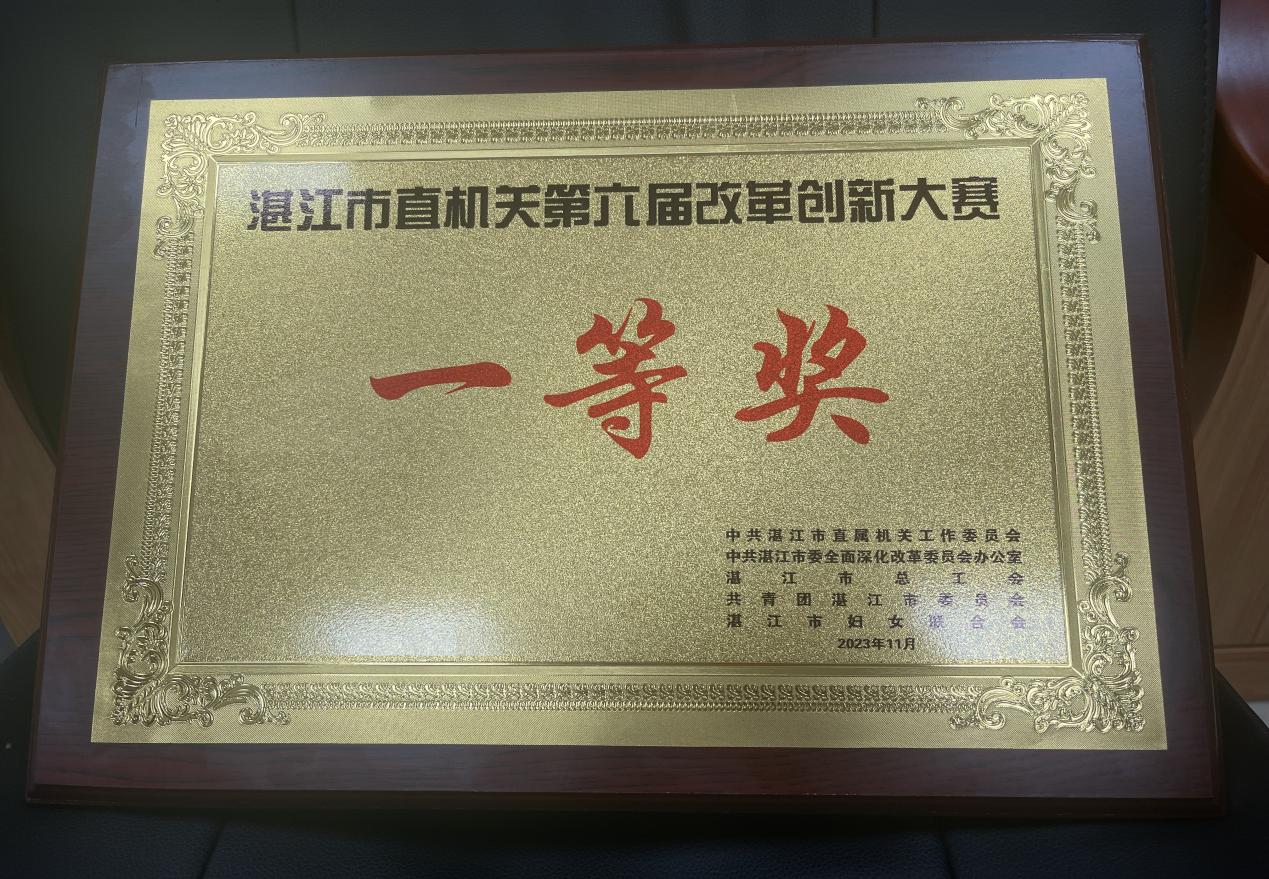 湛江市直机关第六届改革创新大赛
一等奖
中共湛江市直属机关工作委员会
中共湛江市委全面深化改革委员会办公室
湛江市总工会
共青团湛江市委员会
湛江市妇女联合会
2023年11月